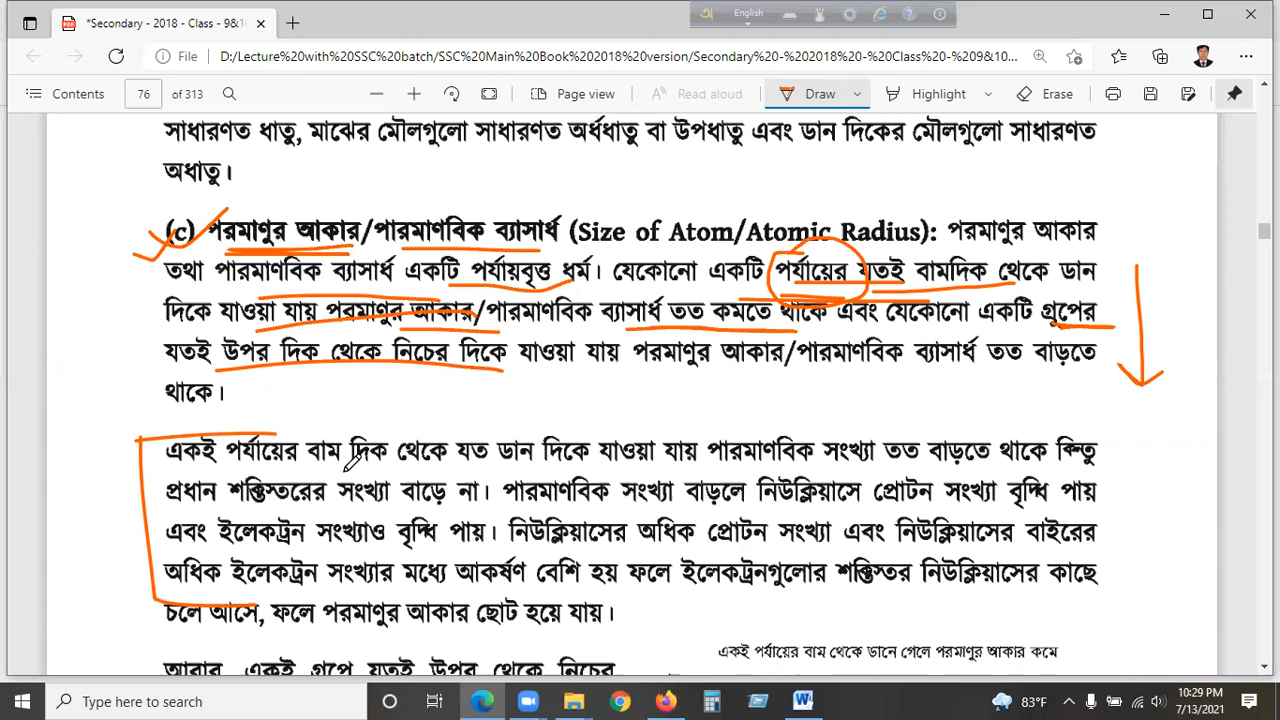 *Secondary - 2018 - Class - 9&10
English
File
D:/Lecture%20with%20SSC%20batch/SSC%20Main%20Book%202018%20version/Secondary%20-%202018%20-%20Class%20-%209&10...
Contents
76
of 313
Page view
Read aloud
Draw
Highlight
Erase
সাধারণত ধাতু, মাঝের মৌলগুলো সাধারণত অর্ধধাতু বা উপধাতু এবং ডান দিকের মৌলগুলো সাধারণত
অধাতু।
(c) পরমাণুর আকার/পারমাণবিক ব্যাসার্ধ (Size of Atom/Atomic Radius): পরমাণুর আকার
তথা পারমাণবিক ব্যাসার্ধ একটি পর্যায়বৃত্ত ধর্ম। যেকোনো একটি পর্যায়ের যতই বামদিক থেকে ডান
দিকে যাওয়া যায় পরমাণুর আকার/পারমাণবিক ব্যাসার্ধ তত কমতে থাকে এবং যেকোনো একটি গ্রুপের
যতই উপর দিক থেকে নিচের দিকে যাওয়া যায় পরমাণুর আকার/পারমাণবিক ব্যাসার্ধ তত বাড়তে
থাকে।
একই পর্যায়ের বাম দিক থেকে যত ডান দিকে যাওয়া যায় পারমাণবিক সংখ্যা তত বাড়তে থাকে কিন্তু
প্রধান শক্তিস্তরের সংখ্যা বাড়ে না। পারমাণবিক সংখ্যা বাড়লে নিউক্লিয়াসে প্রোটন সংখ্যা বৃদ্ধি পায়
এবং ইলেকট্রন সংখ্যাও বৃদ্ধি পায়। নিউক্লিয়াসের অধিক প্রোটন সংখ্যা এবং নিউক্লিয়াসের বাইরের
অধিক ইলেকট্রন সংখ্যার মধ্যে আকর্ষণ বেশি হয় ফলে ইলেকট্রনগুলোর শক্তিস্তর নিউক্লিয়াসের কাছে
চলে আসে, ফলে পরমাণুর আকার ছোট হয়ে যায়।
একই পর্যায়ের বাম থেকে ডানে গেলে পরমাণুর আকার কমে
আবার একই গ্রুপে যতই উপর থেকে নিচের
Type here to search
83°F
10:29 PM
7/13/2021